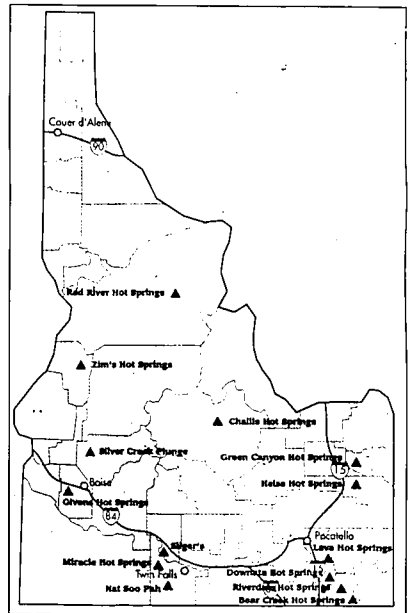 Couer d'Alene
90
Red River Hot Springs
Zim's Hot Springs
Challis Hot Springs
Silver Creek Plunge
Green Canyon Hot Springs
15
Heise Hot Springs
Boise
Givens Hot Springs
84
Pocatello
Lava Hot Springs
Miracle Hot Springs
Twin Falls
Downata Hot Springs
Nat Soo Pah
Riverdale Hot Springs
Bear Creek Hot Springs